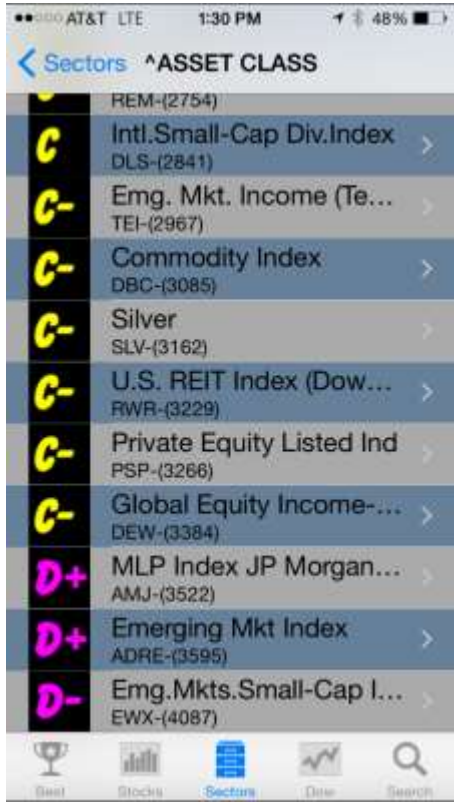 AT&T LTE 1:30 PM 48%
Sectors ^ASSET CLASS
REM-(2754)
C Intl.Small-Cap Div.Index
DLS-(2841)
C- Emg. Mkt. Income (Te...
TEI-(2967)
C- Commodity Index
DBC-(3085)
C- Silver
SLV-(3162)
C- U.S. REIT Index (Dow...
RWR-(3229)
C- Private Equity Listed Ind
PSP-(3266)
C- Global Equity Income-...
DEW-(3384)
D+ MLP Index JP Morgan...
AMJ-(3522)
D+ Emerging Mkt Index
ADRE-(3595)
D- Emg.Mkts.Small-Cap I...
EWX-(4087)
Best Stocks Sectors Dow Search